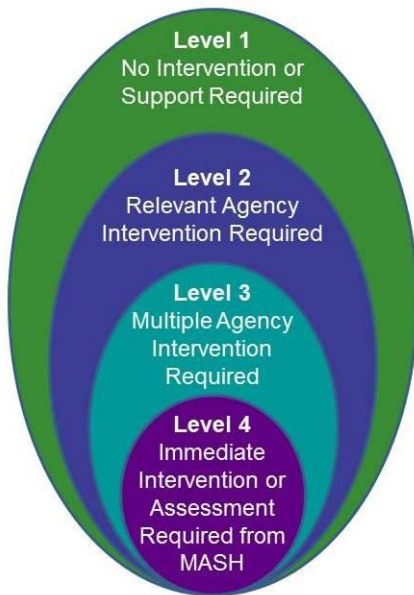 Level 1
No Intervention or
Support Required
Level 2
Relevant Agency
Intervention Required
Level 3
Multiple Agency
Intervention
Required
Level 4
Immediate
Intervention or
Assessment
Required from
MASH